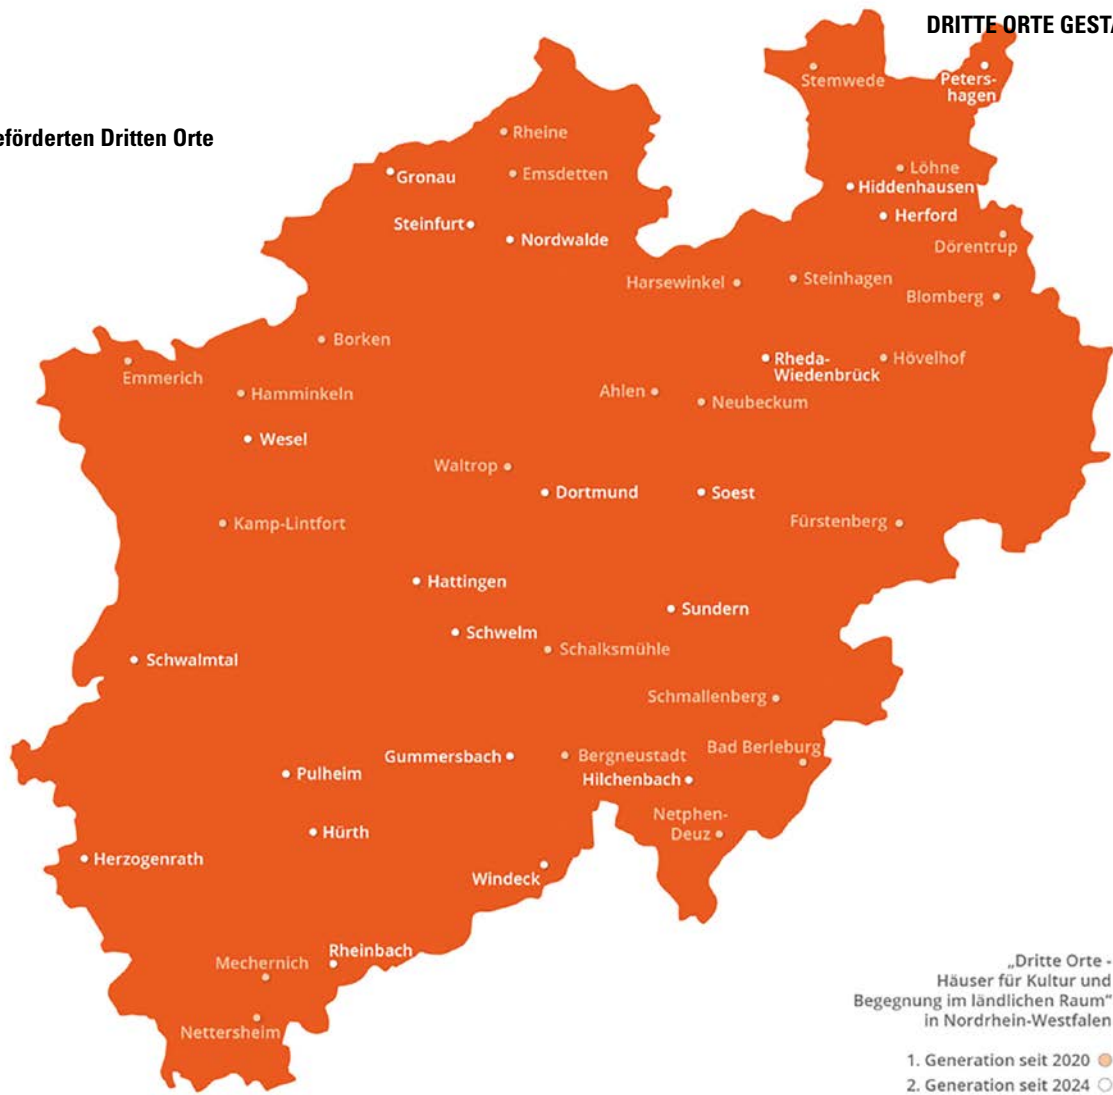 DRITTE ORTE GESTA
eförderten Dritten Orte
Stemwede
Peters-
hagen
Rheine
Gronau
Emsdetten
Löhne
Hiddenhausen
Steinfurt
Nordwalde
Herford
Dörentrup
Harsewinkel
Steinhagen
Blomberg
Borken
Emmerich
Rheda-
Wiedenbrück
Hövelhof
Hamminkeln
Ahlen
Neubeckum
Wesel
Waltrop
Dortmund
Soest
Kamp-Lintfort
Fürstenberg
Hattingen
Sundern
Schwelm
Schalksmühle
Schwalmtal
Schmallenberg
Gummersbach
Bergneustadt
Bad Berleburg
Pulheim
Hilchenbach
Netphen-
Deuz
Hürth
Herzogenrath
Windeck
Rheinbach
Mechernich
Nettersheim
„Dritte Orte -
Häuser für Kultur und
Begegnung im ländlichen Raum"
in Nordrhein-Westfalen
1. Generation seit 2020
2. Generation seit 2024